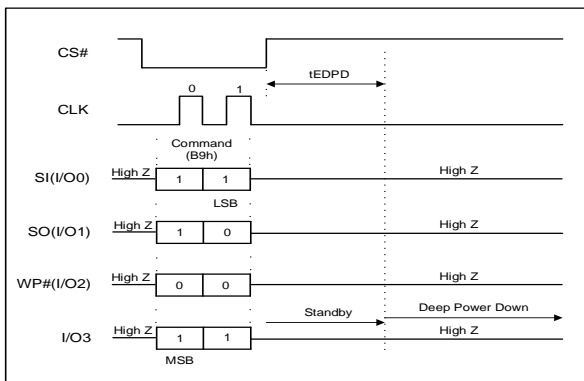 CS#
tEDPD
0 1
CLK
Command
(B9h)
SI(I/O0) High Z 1 1 High Z
LSB
SO(I/O1) High Z 1 0 High Z
WP#(I/O2) High Z 0 0 High Z
Standby Deep Power Down
I/O3 High Z 1 1 High Z
MSB